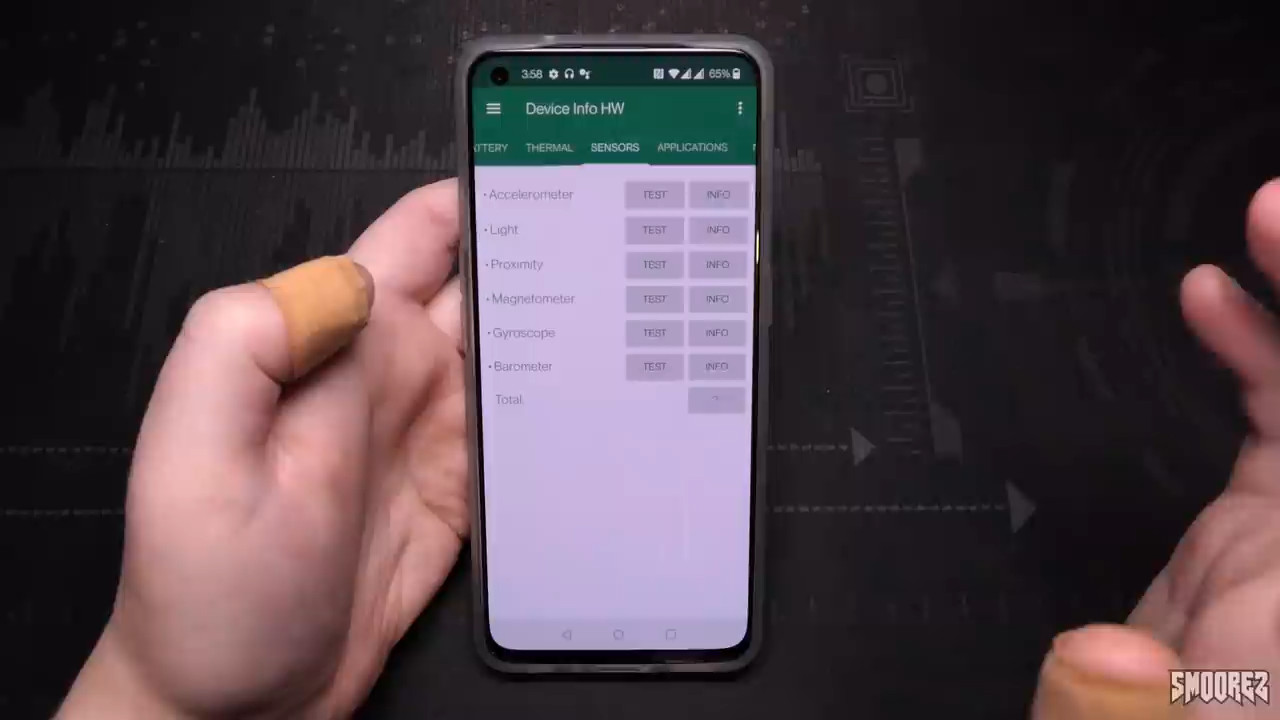 3:58 65%
Device Info HW
TTERY THERMAL SENSORS APPLICATIONS
• Accelerometer TEST INFO
• Light TEST INFO
• Proximity TEST INFO
• Magnetometer TEST INFO
• Gyroscope TEST INFO
• Barometer TEST INFO
Total ?
SMOOREZ